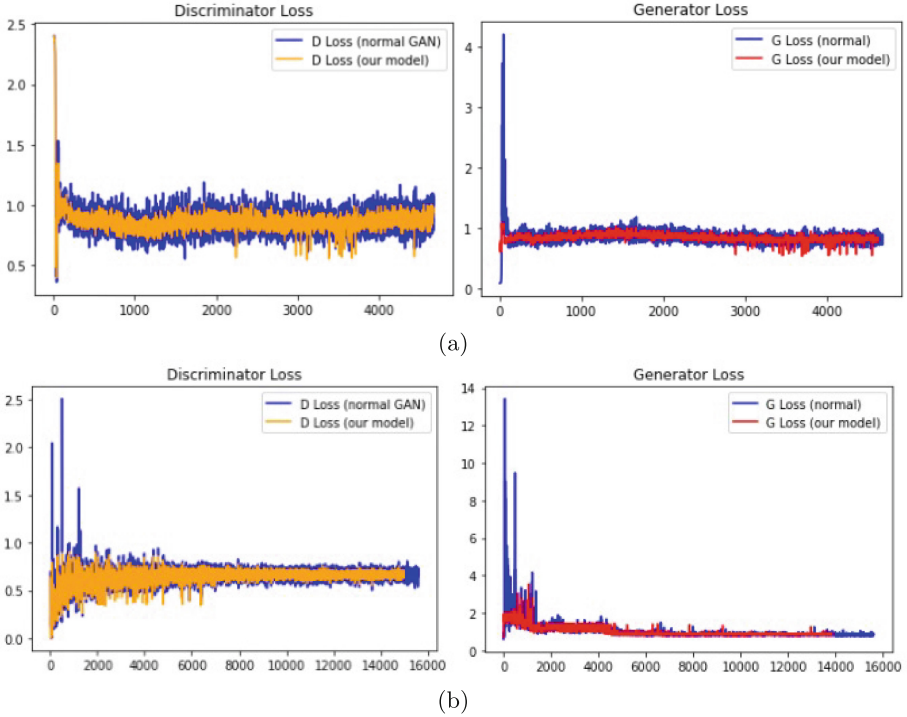 Discriminator Loss
2.5
2.0
1.5
1.0
0.5
D Loss (normal GAN)
D Loss (our model)
0 1000 2000 3000 4000
Generator Loss
4
3
2
1
0
G Loss (normal)
G Loss (our model)
0 1000 2000 3000 4000
(a)
Discriminator Loss
2.5
2.0
1.5
1.0
0.5
0.0
D Loss (normal GAN)
D Loss (our model)
0 2000 4000 6000 8000 10000 12000 14000 16000
Generator Loss
14
12
10
8
6
4
2
0
G Loss (normal)
G Loss (our model)
0 2000 4000 6000 8000 10000 12000 14000 16000
(b)